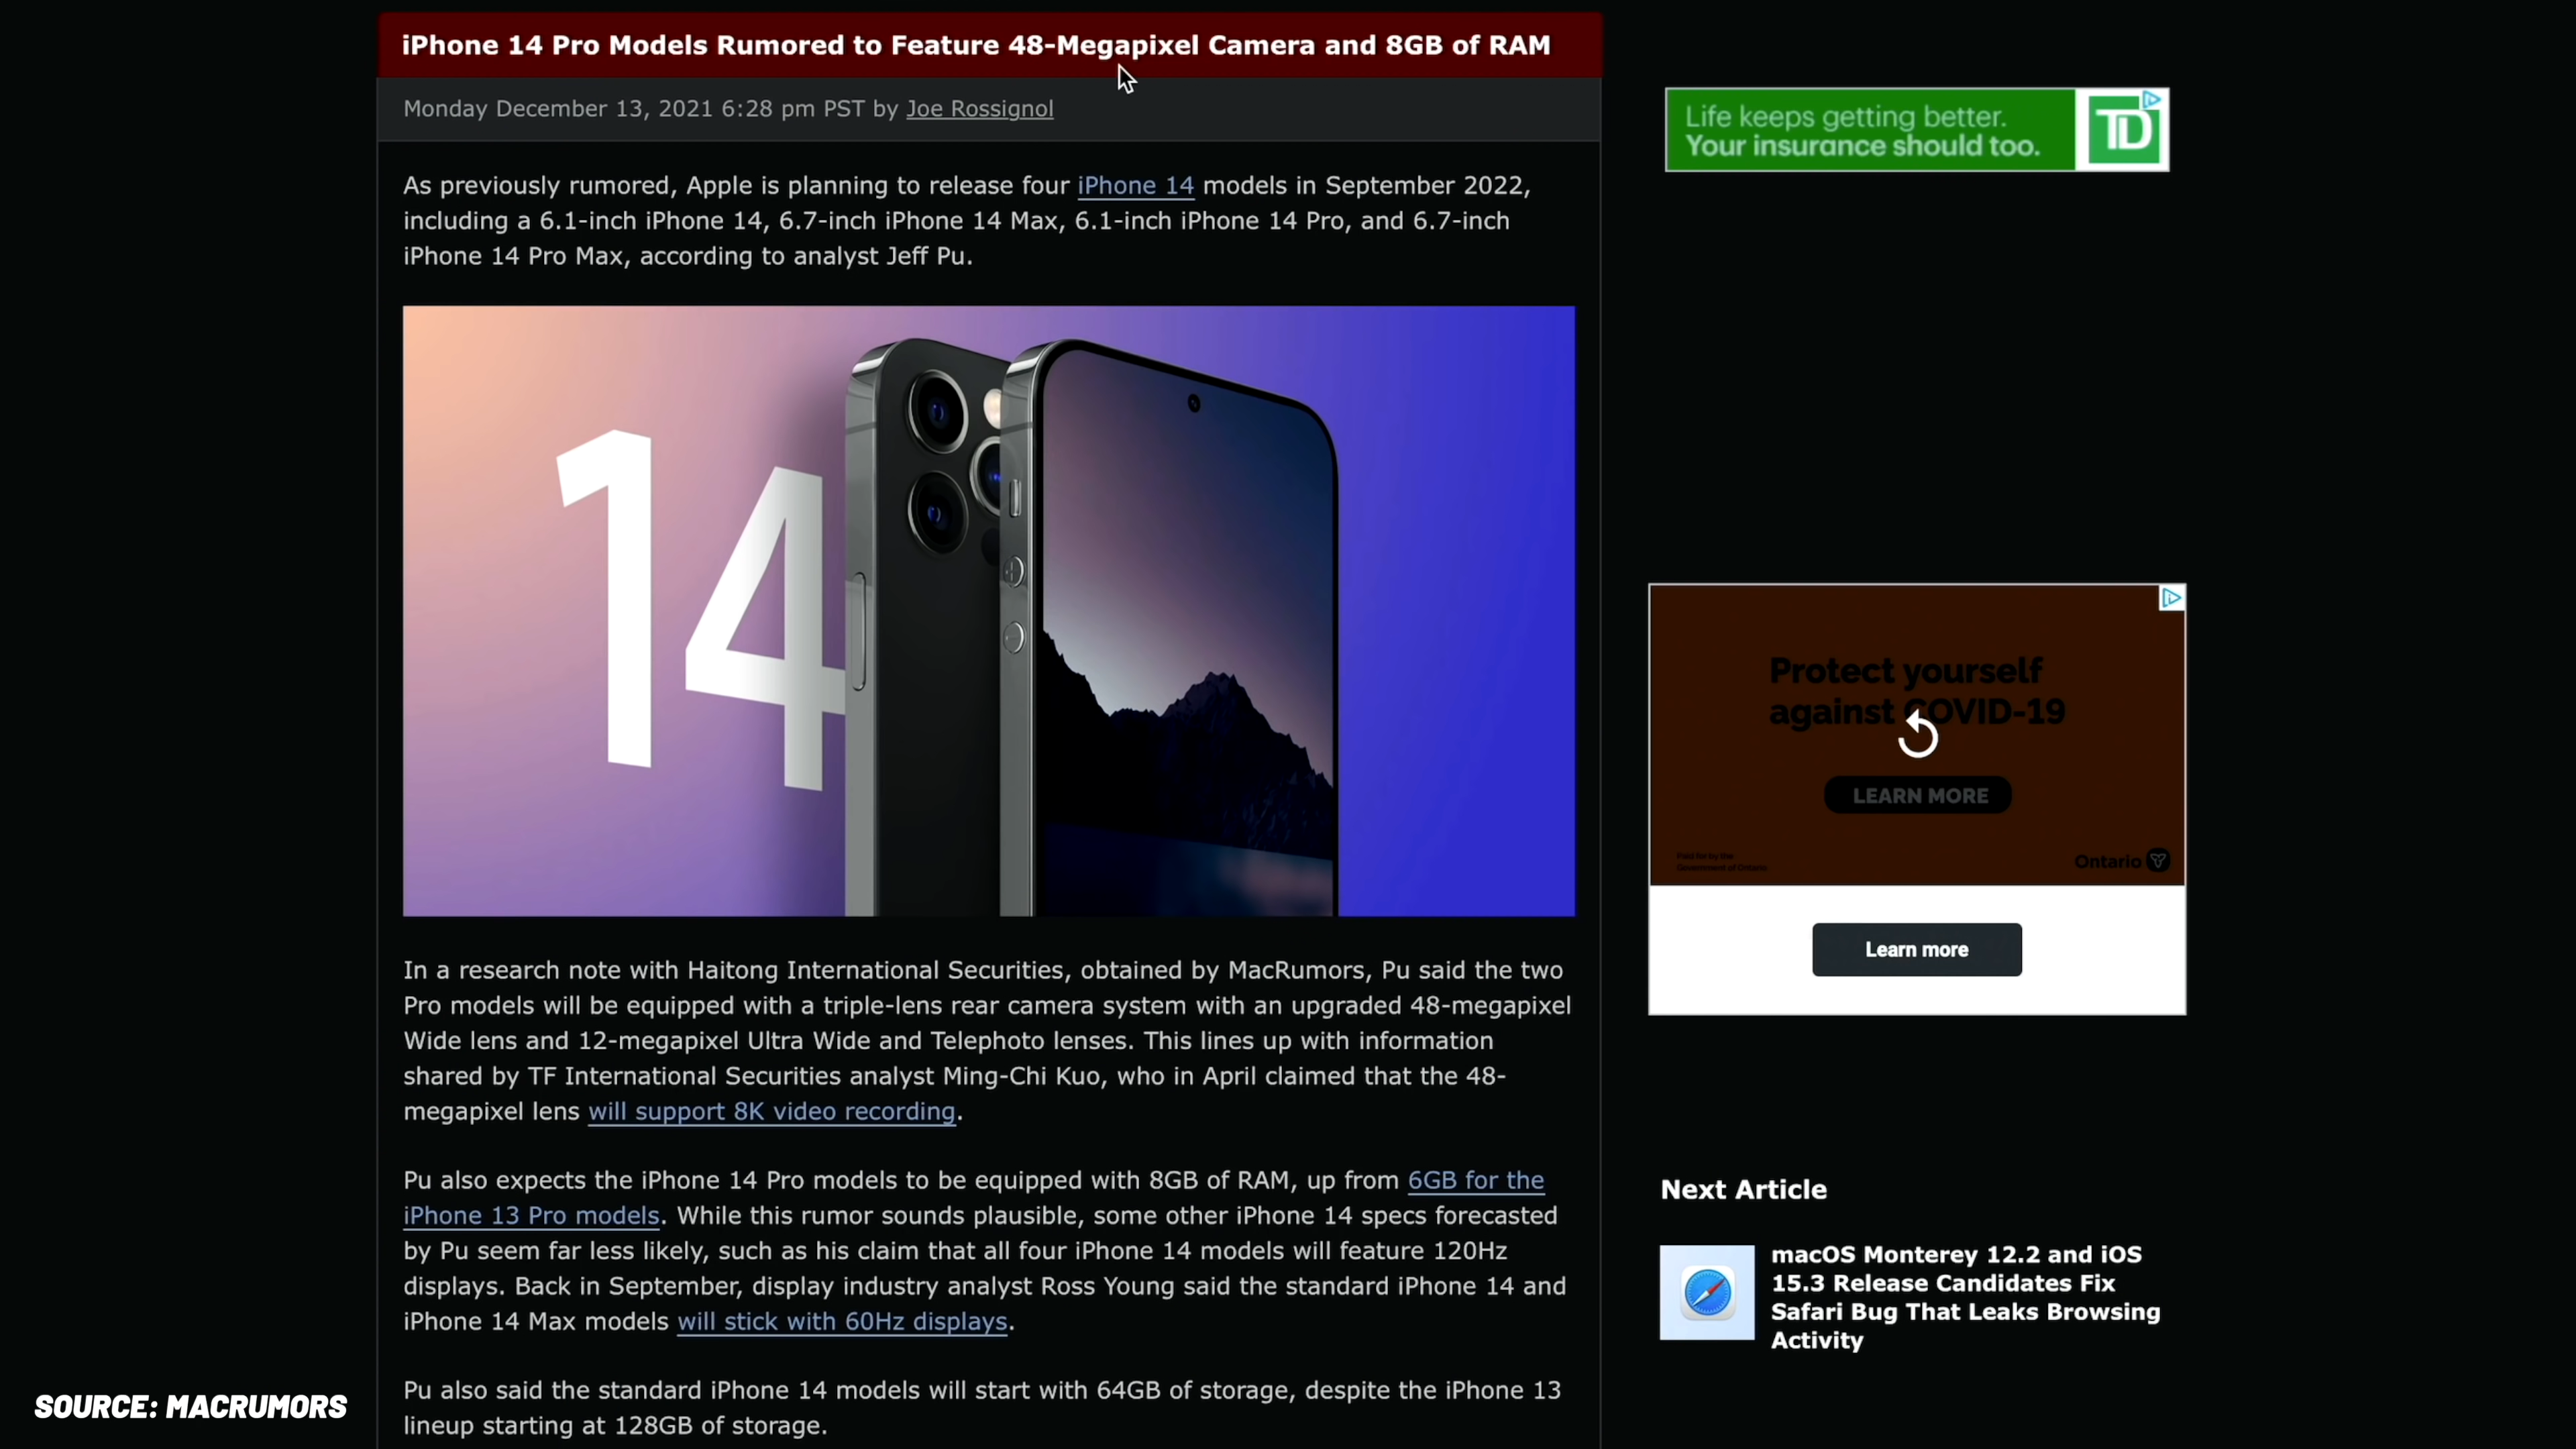 iPhone 14 Pro Models Rumored to Feature 48-Megapixel Camera and 8GB of RAM
Monday December 13, 2021 6:28 pm PST by Joe Rossignol
As previously rumored, Apple is planning to release four iPhone 14 models in September 2022,
including a 6.1-inch iPhone 14, 6.7-inch iPhone 14 Max, 6.1-inch iPhone 14 Pro, and 6.7-inch
iPhone 14 Pro Max, according to analyst Jeff Pu.
14
In a research note with Haitong International Securities, obtained by MacRumors, Pu said the two
Pro models will be equipped with a triple-lens rear camera system with an upgraded 48-megapixel
Wide lens and 12-megapixel Ultra Wide and Telephoto lenses. This lines up with information
shared by TF International Securities analyst Ming-Chi Kuo, who in April claimed that the 48-
megapixel lens will support 8K video recording.
Pu also expects the iPhone 14 Pro models to be equipped with 8GB of RAM, up from 6GB for the
iPhone 13 Pro models. While this rumor sounds plausible, some other iPhone 14 specs forecasted
by Pu seem far less likely, such as his claim that all four iPhone 14 models will feature 120Hz
displays. Back in September, display industry analyst Ross Young said the standard iPhone 14 and
iPhone 14 Max models will stick with 60Hz displays.
Pu also said the standard iPhone 14 models will start with 64GB of storage, despite the iPhone 13
lineup starting at 128GB of storage.
Life keeps getting better.
Your insurance should too.
TD
Protect yourself
against COVID-19
LEARN MORE
Paid for by the
Government of Ontario
Ontario
Learn more
Next Article
macOS Monterey 12.2 and iOS
15.3 Release Candidates Fix
Safari Bug That Leaks Browsing
Activity
SOURCE: MACRUMORS